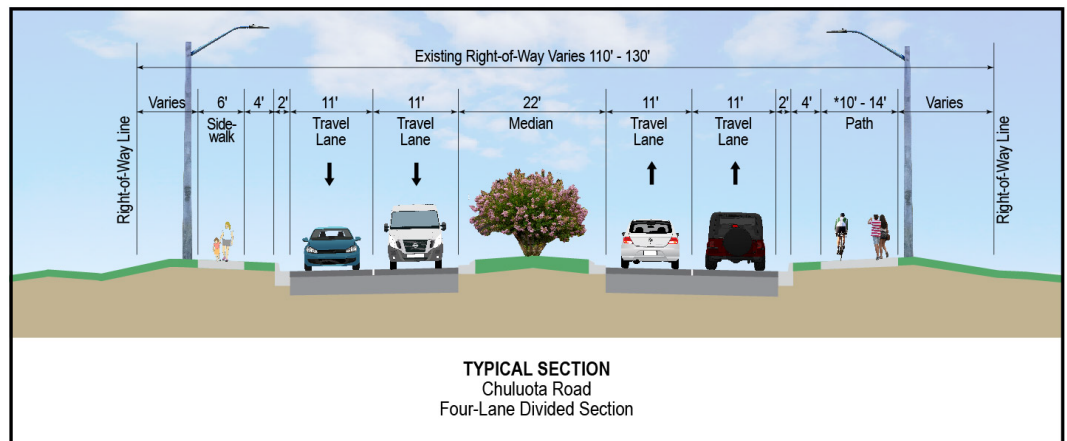 Existing Right-of-Way Varies 110' - 130'
Varies 6' 4' 2' 11' 11' 22' 11' 11' 2' 4' *10' - 14' Varies
Side-
walk
Travel
Lane
Travel
Lane
Median
Travel
Lane
Travel
Lane
Path
Right-of-Way Line
Right-of-Way Line
TYPICAL SECTION
Chuluota Road
Four-Lane Divided Section